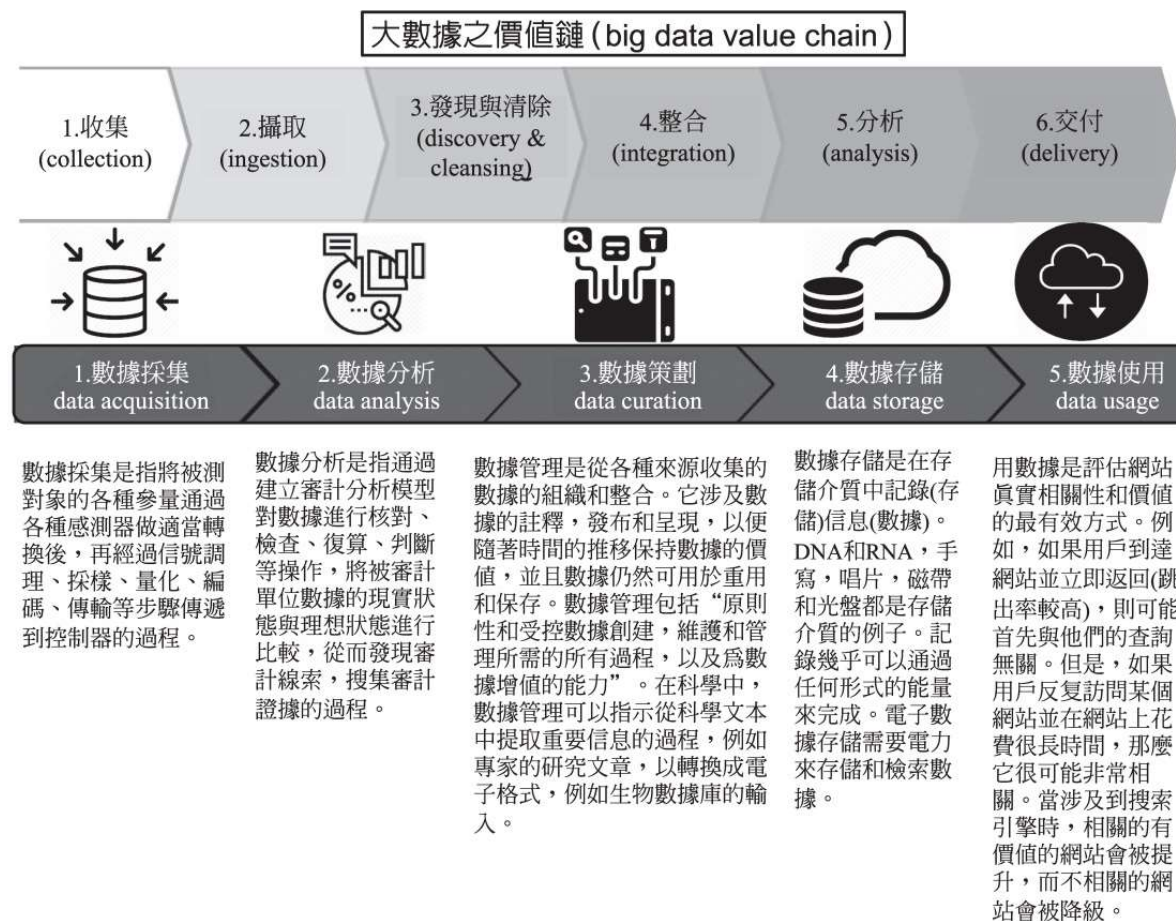 大數據之價值鏈(big data value chain)
1.收集
(collection)
2.攝取
(ingestion)
3.發現與清除
(discovery &
cleansing)
4.整合
(integration)
5.分析
(analysis)
6.交付
(delivery)
%
1.數據採集
data acquisition
2.數據分析
data analysis
3.數據策劃
data curation
4.數據存儲
data storage
5.數據使用
data usage
數據採集是指將被測
對象的各種參量通過
各種感測器做適當轉
換後,再經過信號調
理、採樣、量化、編
碼、傳輸等步驟傳遞
到控制器的過程。
數據分析是指通過
建立審計分析模型
對數據進行核對、
檢查、復算、判斷
等操作,將被審計
單位數據的現實狀
態與理想狀態進行
比較,從而發現審
計線索,搜集審計
證據的過程。
數據管理是從各種來源收集的
數據的組織和整合。它涉及數
據的註釋,發布和呈現,以便
隨著時間的推移保持數據的價
值,並且數據仍然可用於重用
和保存。數據管理包括“原則
性和受控數據創建,維護和管
理所需的所有過程,以及爲數
據增值的能力”。在科學中,
數據管理可以指示從科學文本
中提取重要信息的過程,例如
專家的研究文章,以轉換成電
子格式,例如生物數據庫的輸
入。
數據存儲是在存
儲介質中記錄(存
儲)信息(數據)。
DNA和RNA,手
寫,唱片,磁帶
和光盤都是存儲
介質的例子。記
錄幾乎可以通過
任何形式的能量
來完成。電子數
據存儲需要電力
來存儲和檢索數
據。
用數據是評估網站
眞實相關性和價值
的最有效方式。例
如,如果用戶到達
網站並立即返回(跳
出率較高),則可能
首先與他們的查詢
無關。但是,如果
用戶反复訪問某個
網站並在網站上花
費很長時間,那麼
它很可能非常相
關。當涉及到搜索
引擎時,相關的有
價值的網站會被提
升,而不相關的網
站會被降級。